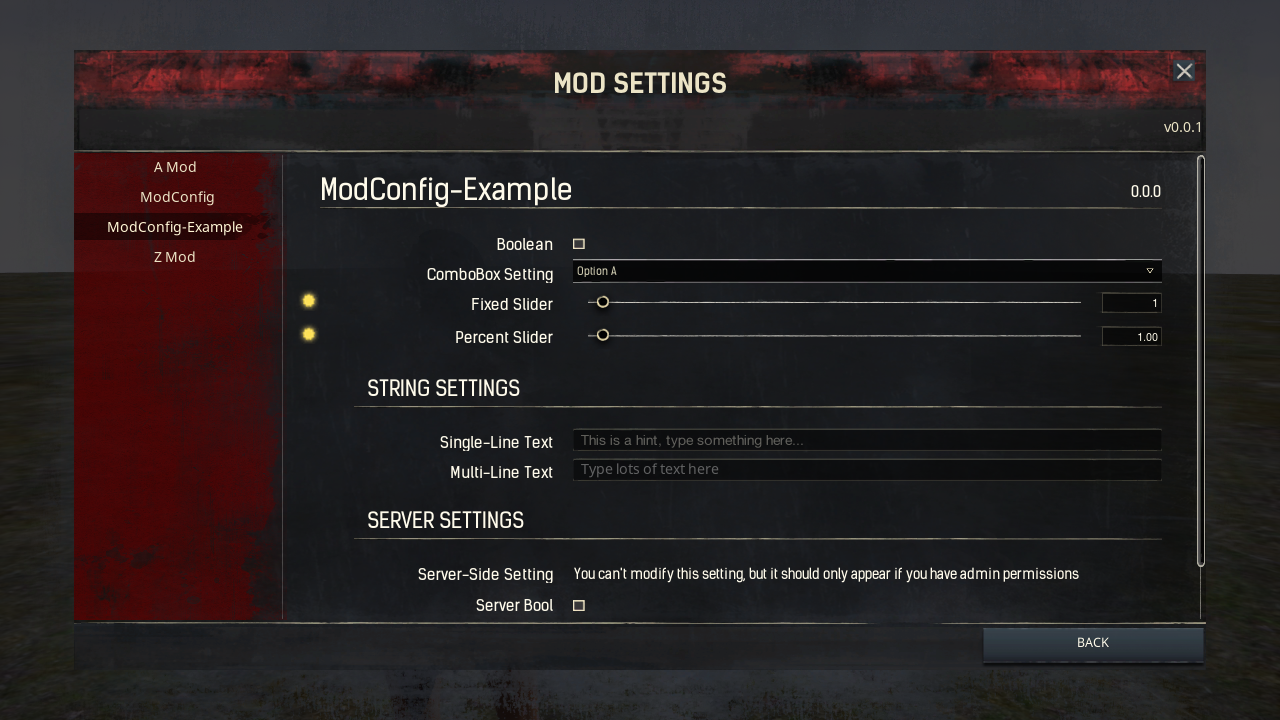 MOD SETTINGS
v0.0.1
A Mod
ModConfig
ModConfig-Example
Z Mod
ModConfig-Example
0.0.0
Boolean
ComboBox Setting
Option A
Fixed Slider
1
Percent Slider
1.00
STRING SETTINGS
Single-Line Text
This is a hint, type something here...
Multi-Line Text
Type lots of text here
SERVER SETTINGS
Server-Side Setting
You can't modify this setting, but it should only appear if you have admin permissions
Server Bool
BACK